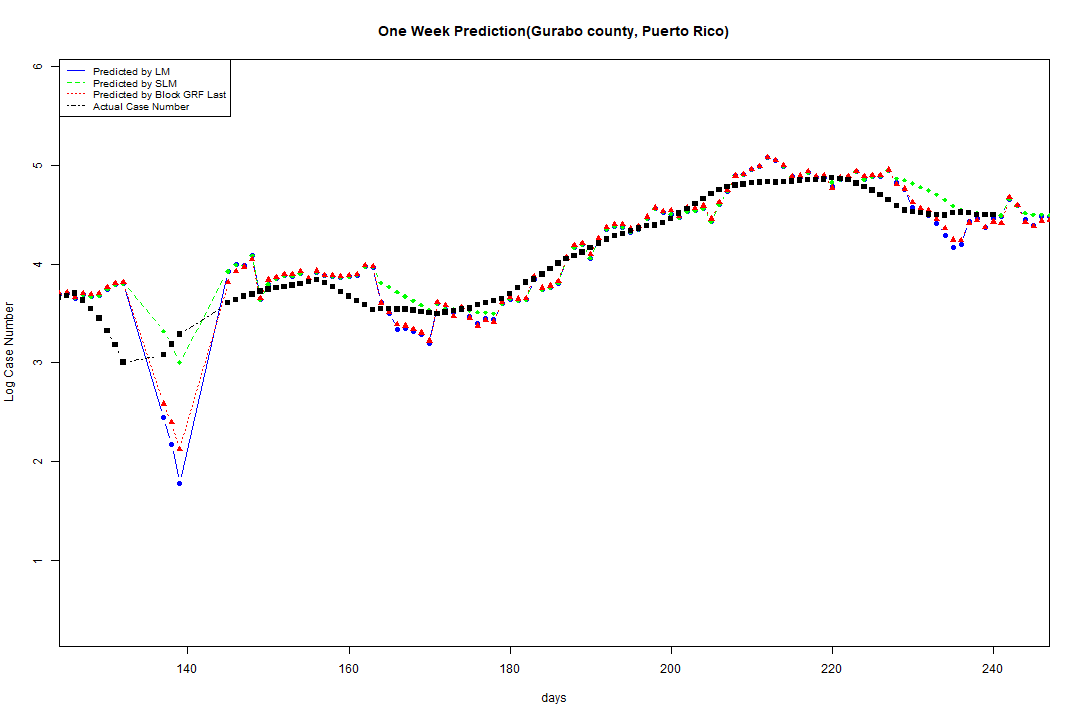 One Week Prediction(Gurabo county, Puerto Rico)
Predicted by LM
Predicted by SLM
Predicted by Block GRF Last
Actual Case Number
6
5
4
3
2
1
Log Case Number
140 160 180 200 220 240
days